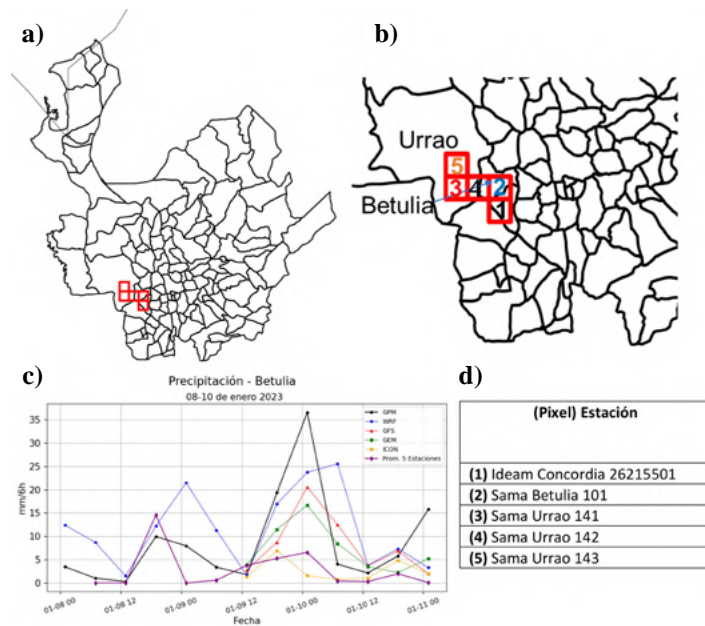 a)
b)
Urrao
5
3 4 2
Betulia
1
c)
Precipitación - Betulia
08-10 de enero 2023
GPM
WRF
GFS
GEM
ICON
Prom. 5 Estaciones
mm/6h
35
30
25
20
15
10
5
0
01-08 00
01-08 12
01-09 00
01-09 12
01-10 00
01-10 12
01-11 00
Fecha
d)
(Pixel) Estación
(1) Ideam Concordia 26215501
(2) Sama Betulia 101
(3) Sama Urrao 141
(4) Sama Urrao 142
(5) Sama Urrao 143